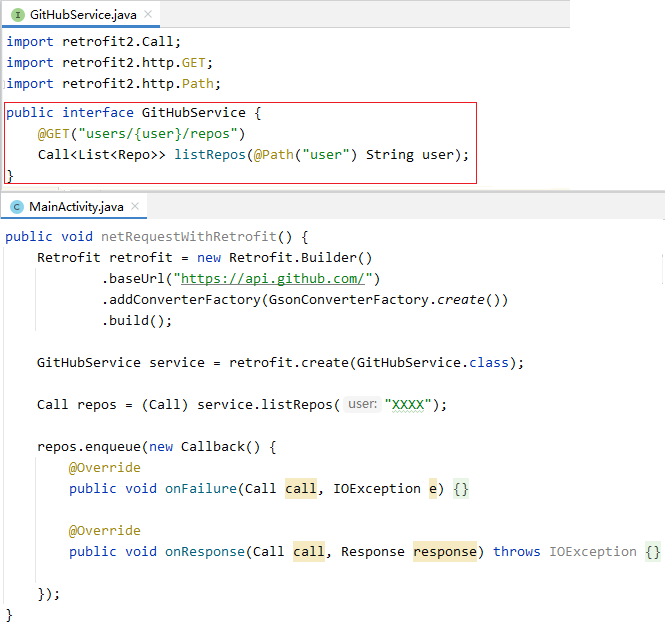 GitHubService.java
import retrofit2.Call;
import retrofit2.http.GET;
import retrofit2.http.Path;
public interface GitHubService {
@GET("users/{user}/repos")
Call<List<Repo>> listRepos(@Path("user") String user);
}
MainActivity.java
public void netRequestWithRetrofit() {
Retrofit retrofit = new Retrofit.Builder()
.baseUrl("https://api.github.com/")
.addConverterFactory(GsonConverterFactory.create())
.build();
GitHubService service = retrofit.create(GitHubService.class);
Call repos = (Call) service.listRepos( user: "XXXX");
repos.enqueue(new Callback() {
@Override
public void onFailure(Call call, IOException e) {}
@Override
public void onResponse(Call call, Response response) throws IOException {}
});
}